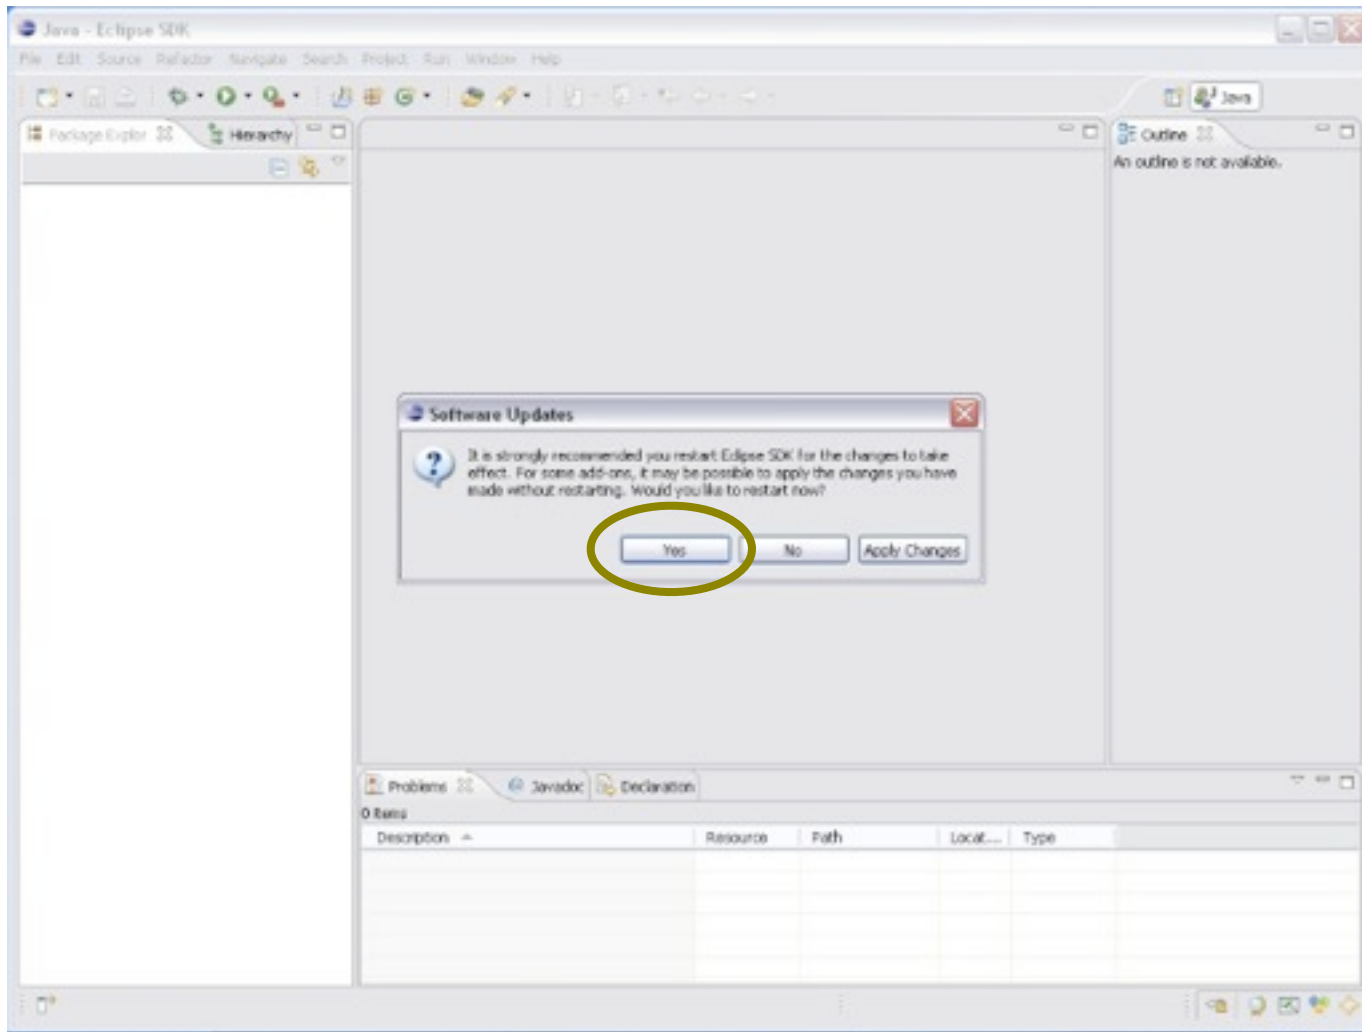 Java - Eclipse SDK
File Edit Source Refactor Navigate Search Project Run Window Help
Java
Package Explor
Hierarchy
Outline
An outline is not available.
Software Updates
It is strongly recommended you restart Eclipse SDK for the changes to take
effect. For some add-ons, it may be possible to apply the changes you have
made without restarting. Would you like to restart now?
Yes No Apply Changes
Problems Javadoc Declaration
0 items
Description Resource Path Locat... Type